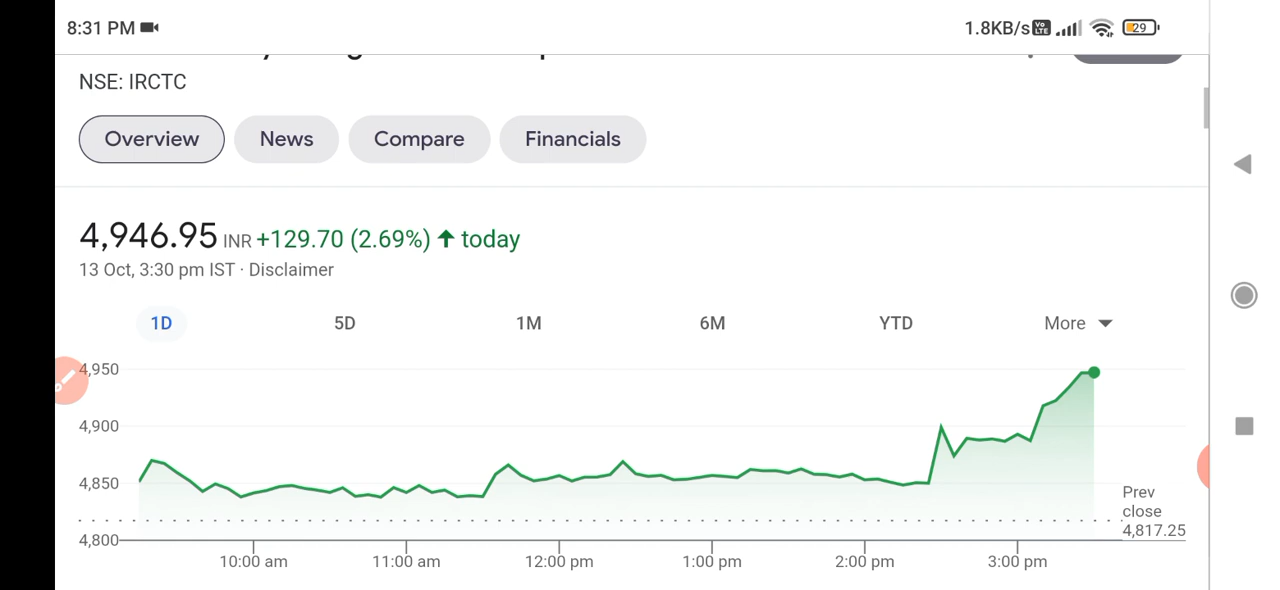 8:31 PM
1.8KB/s Vo LTE 29
NSE: IRCTC
Overview News Compare Financials
4,946.95 INR +129.70 (2.69%) ↑ today
13 Oct, 3:30 pm IST · Disclaimer
1D 5D 1M 6M YTD More
4,950
4,900
4,850
4,800
Prev
close
4,817.25
10:00 am 11:00 am 12:00 pm 1:00 pm 2:00 pm 3:00 pm